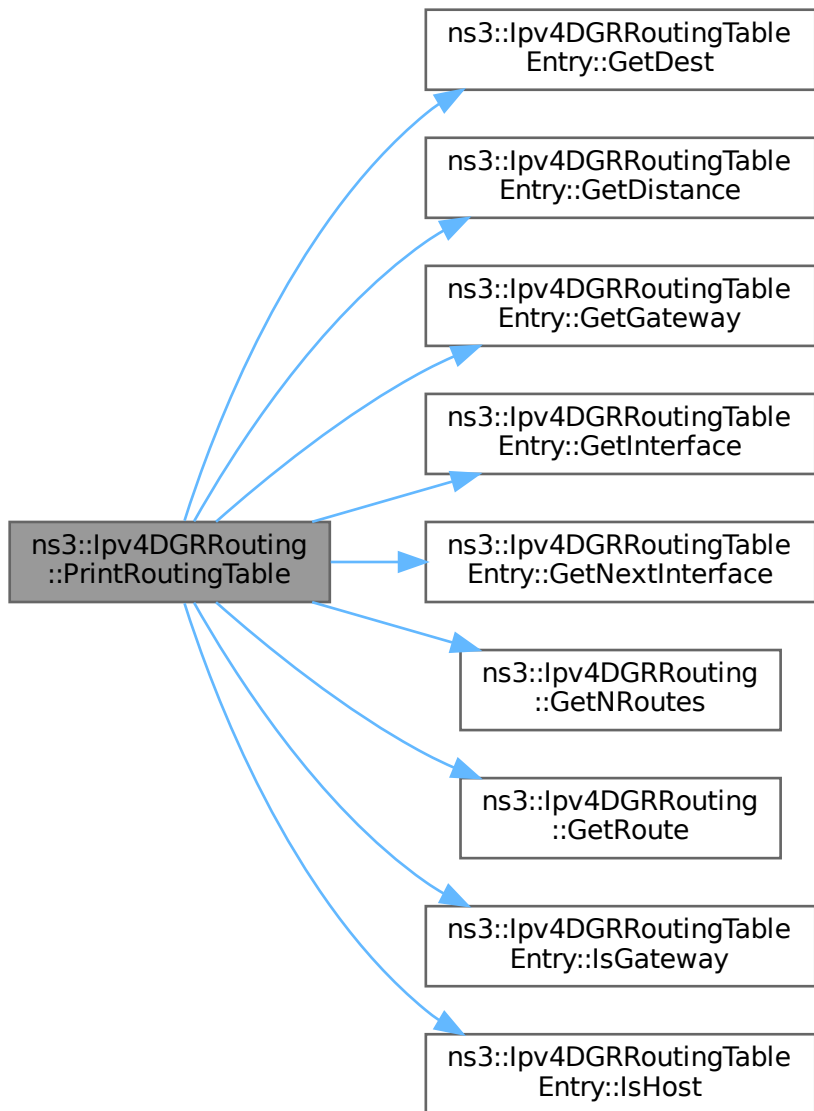 ns3::Ipv4DGRRoutingTable
Entry::GetDest
ns3::Ipv4DGRRoutingTable
Entry::GetDistance
ns3::Ipv4DGRRoutingTable
Entry::GetGateway
ns3::Ipv4DGRRoutingTable
Entry::GetInterface
ns3::Ipv4DGRRouting
::PrintRoutingTable
ns3::Ipv4DGRRoutingTable
Entry::GetNextInterface
ns3::Ipv4DGRRouting
::GetNRoutes
ns3::Ipv4DGRRouting
::GetRoute
ns3::Ipv4DGRRoutingTable
Entry::IsGateway
ns3::Ipv4DGRRoutingTable
Entry::IsHost